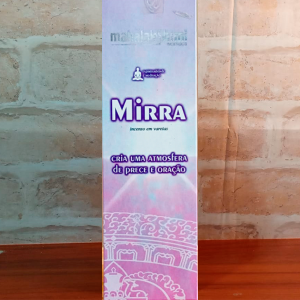 Mirra
incenso em varetas
CRIA UMA ATMOSFERA
DE PRECE E ORAÇÃO